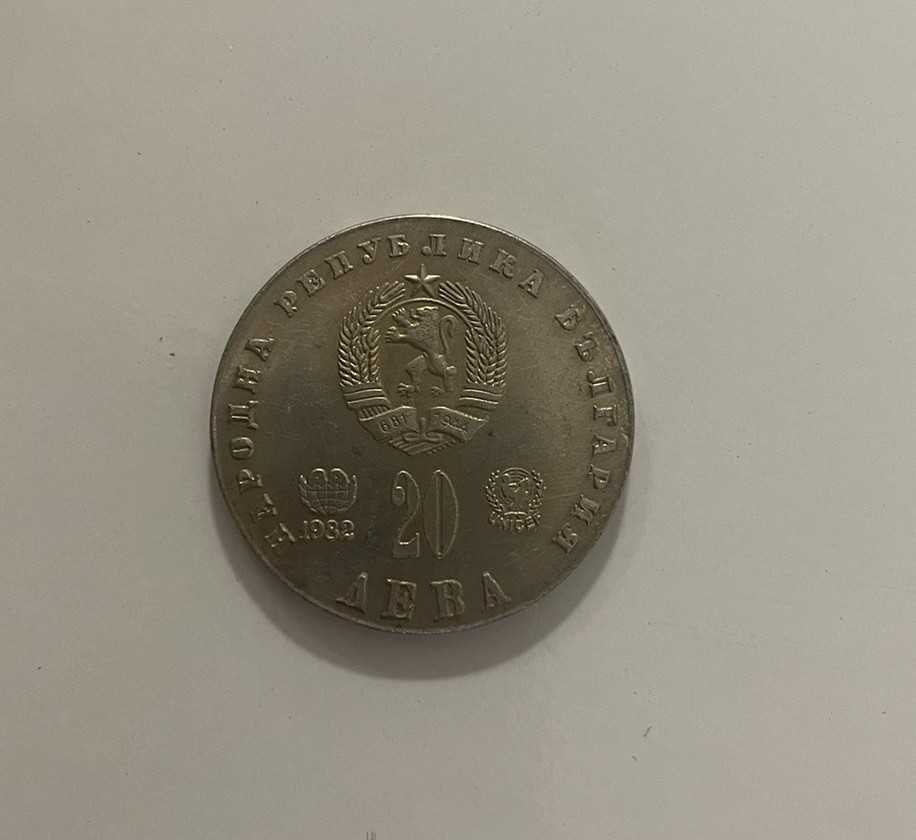 НАРОДНА РЕПУБЛИКА БЪЛГАРИЯ
681 1944
1982
20
UNICEF
ЛЕВА